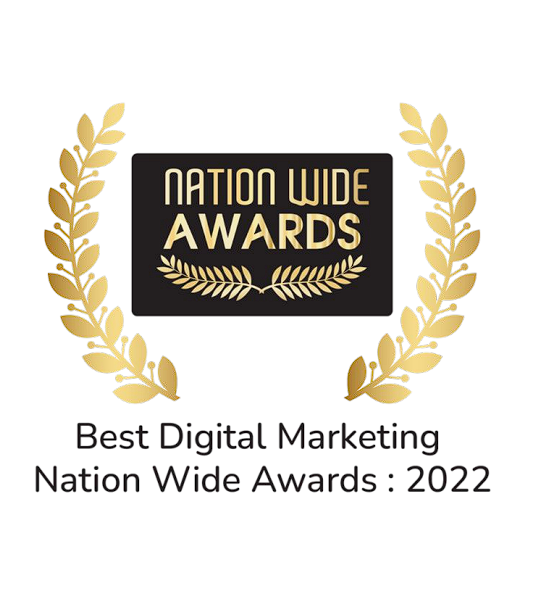 NATION WIDE
AWARDS
Best Digital Marketing
Nation Wide Awards : 2022